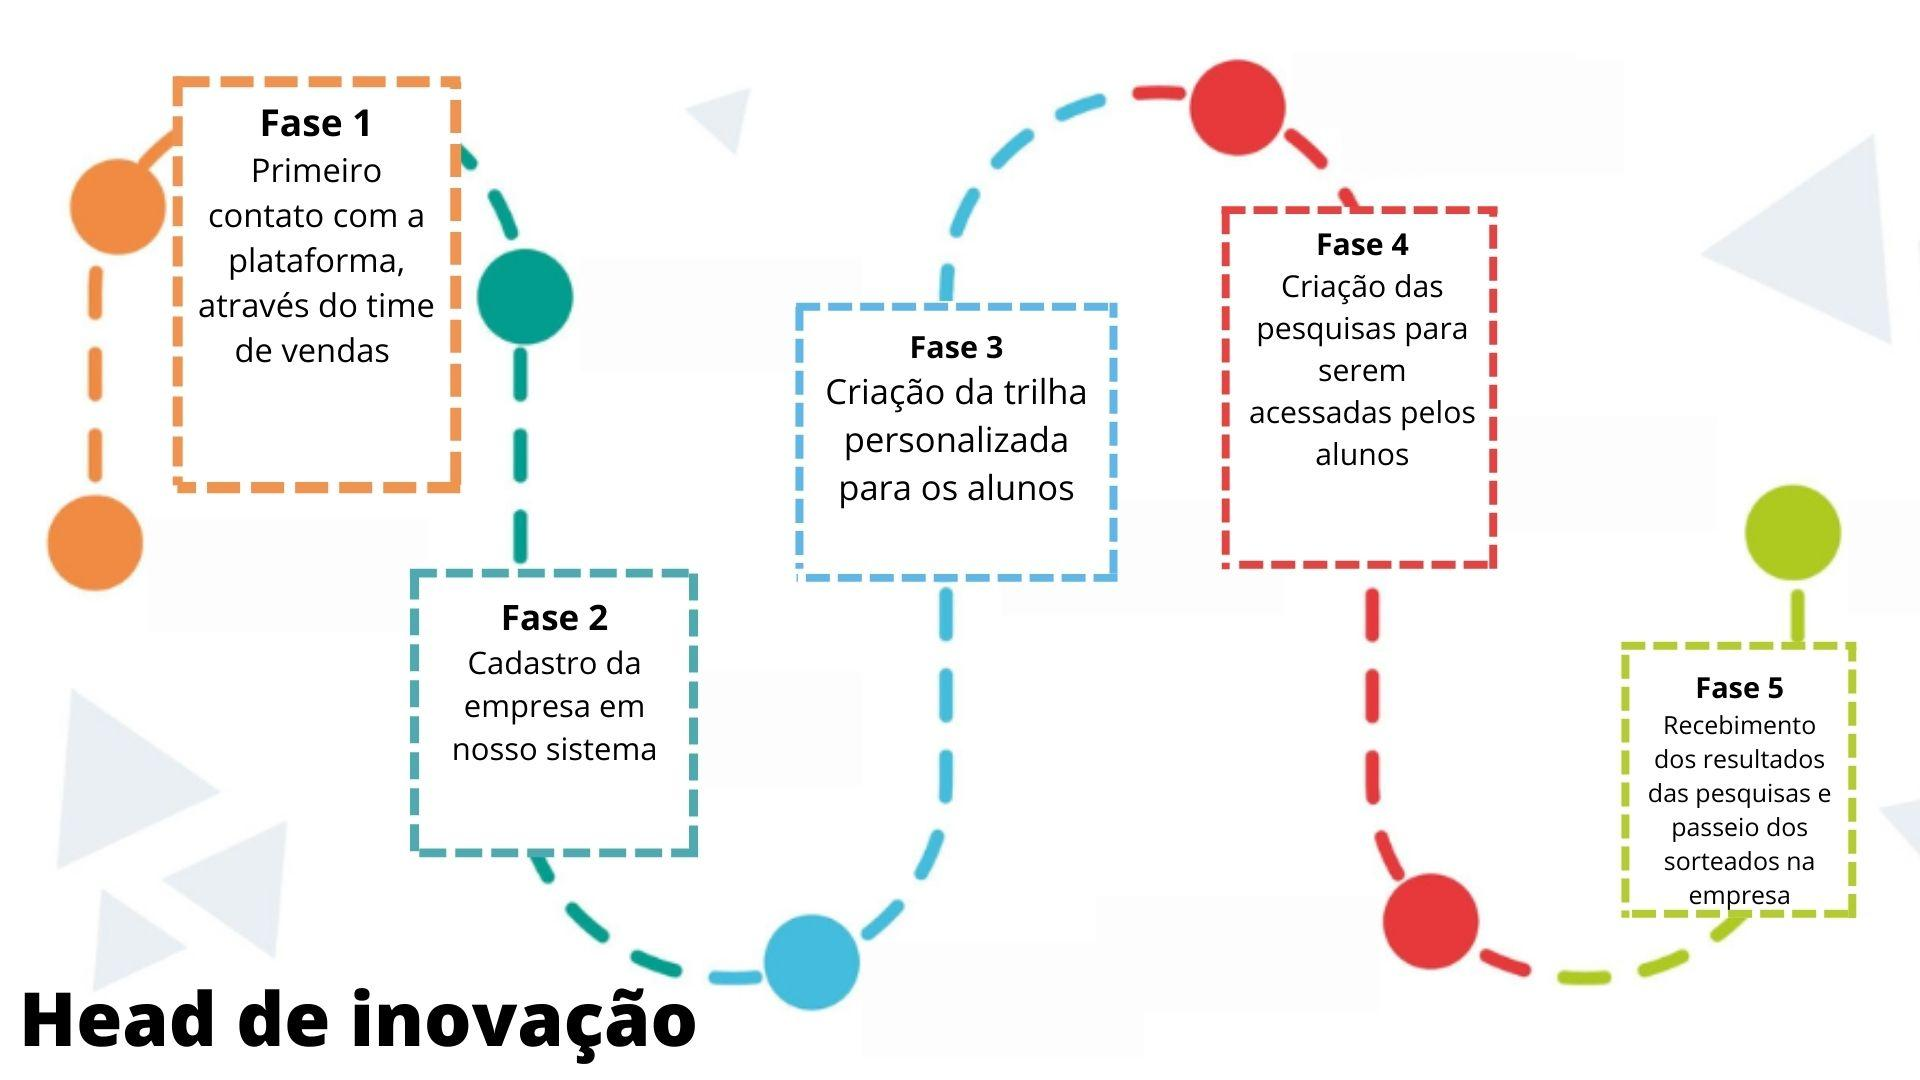 Fase 1
Primeiro
contato com a
plataforma,
através do time
de vendas
Fase 2
Cadastro da
empresa em
nosso sistema
Fase 3
Criação da trilha
personalizada
para os alunos
Fase 4
Criação das
pesquisas para
serem
acessadas pelos
alunos
Fase 5
Recebimento
dos resultados
das pesquisas e
passeio dos
sorteados na
empresa
Head de inovação